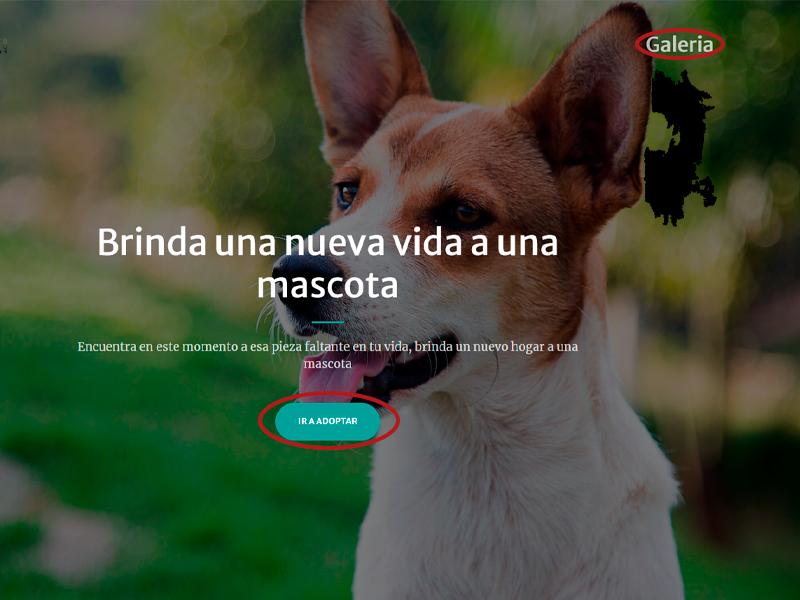 Galeria
Brinda una nueva vida a una
mascota
Encuentra en este momento a esa pieza faltante en tu vida, brinda un nuevo hogar a una
mascota
IR A ADOPTAR